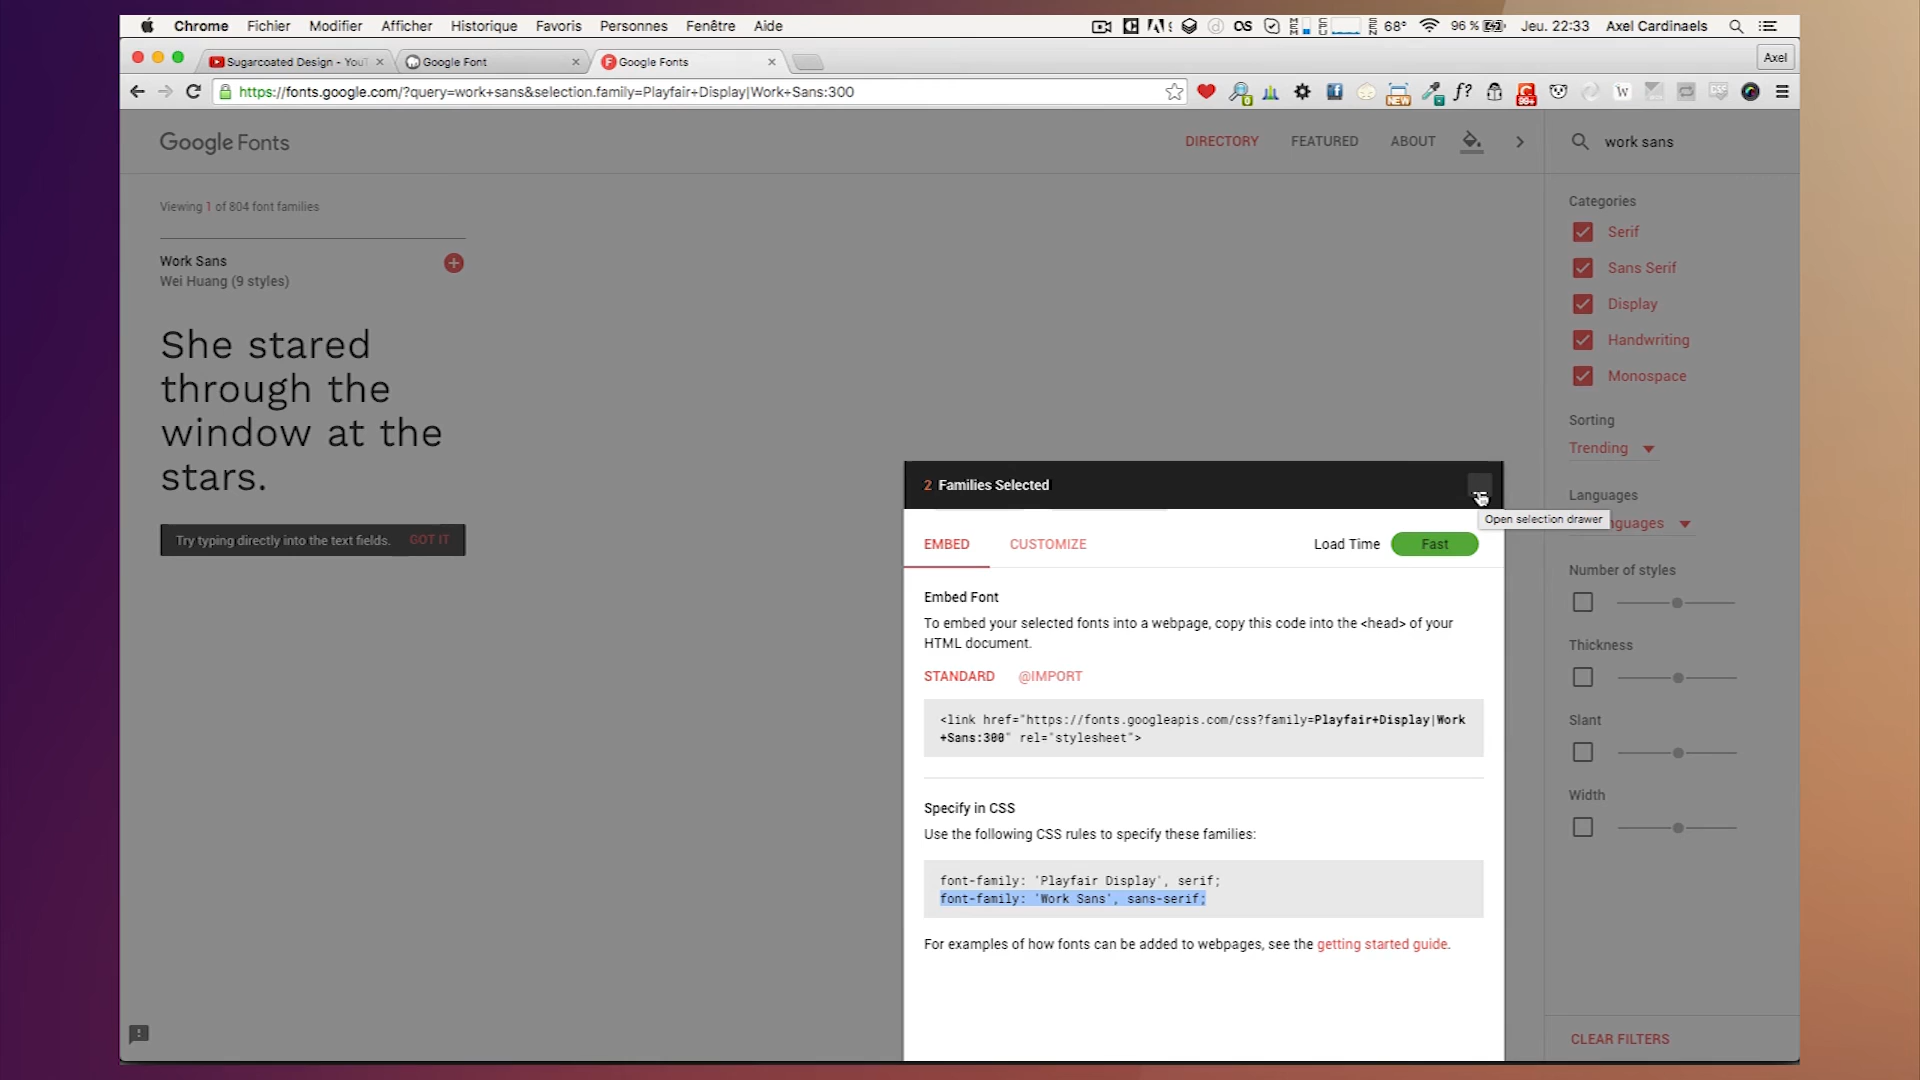 Chrome Fichier Modifier Afficher Historique Favoris Personnes Fenêtre Aide
OS 68° 96 % Jeu. 22:33 Axel Cardinaels
Sugarcoated Design - You
Google Font
Google Fonts
Axel
https://fonts.google.com/?query=work+sans&selection.family=Playfair+Display|Work+Sans:300
NEW
f?
W
Google Fonts
DIRECTORY FEATURED ABOUT
work sans
Viewing 1 of 804 font families
Work Sans
Wei Huang (9 styles)
She stared
through the
window at the
stars.
Try typing directly into the text fields. GOT IT
Categories
Serif
Sans Serif
Display
Handwriting
Monospace
Sorting
Trending
Languages
nguages
Number of styles
Thickness
Slant
Width
CLEAR FILTERS
2 Families Selected
Open selection drawer
EMBED CUSTOMIZE Load Time Fast
Embed Font
To embed your selected fonts into a webpage, copy this code into the <head> of your
HTML document.
STANDARD @IMPORT
<link href="https://fonts.googleapis.com/css?family=Playfair+Display|Work
+Sans:300" rel="stylesheet">
Specify in CSS
Use the following CSS rules to specify these families:
font-family: 'Playfair Display', serif;
font-family: 'Work Sans', sans-serif;
For examples of how fonts can be added to webpages, see the getting started guide.